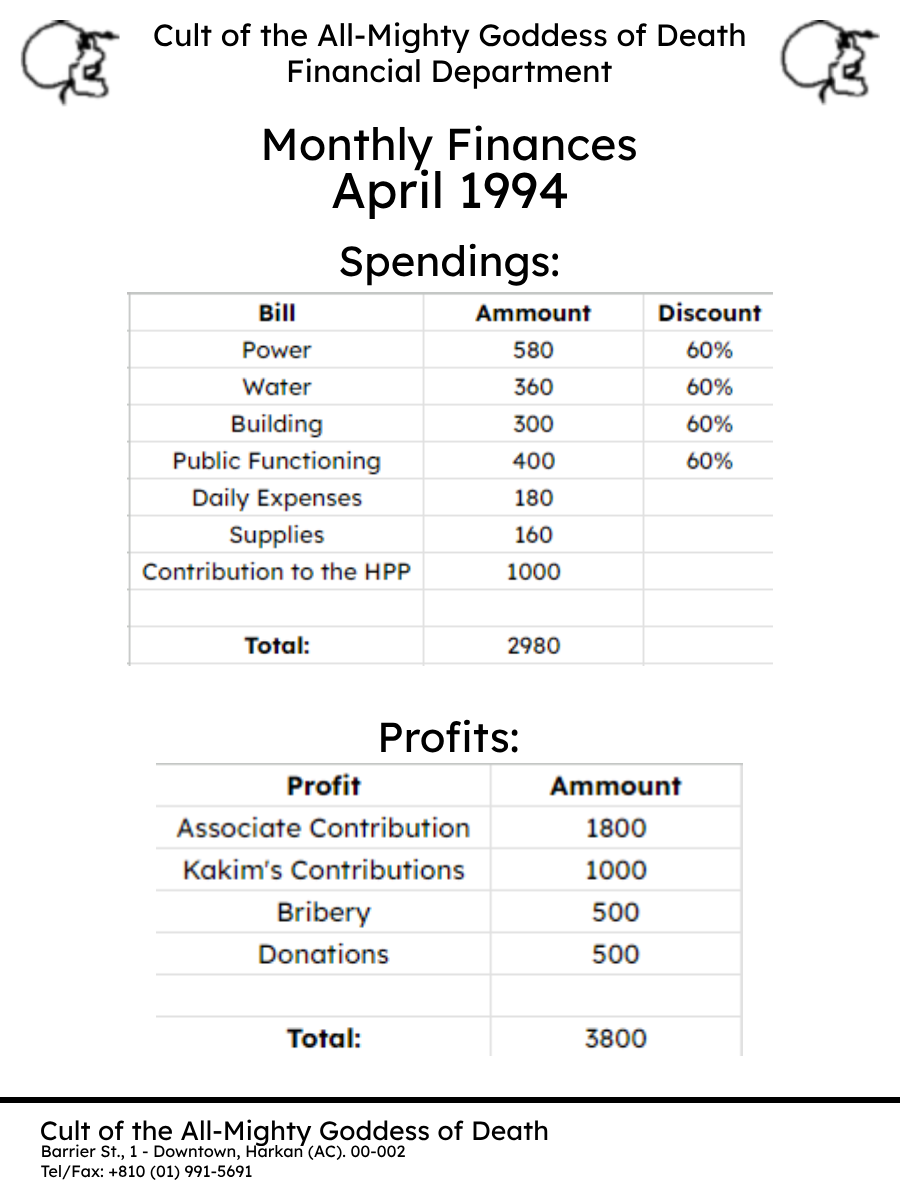 Cult of the All-Mighty Goddess of Death
Financial Department
Monthly Finances
April 1994
Spendings:
Bill Ammount Discount
Power 580 60%
Water 360 60%
Building 300 60%
Public Functioning 400 60%
Daily Expenses 180
Supplies 160
Contribution to the HPP 1000
Total: 2980
Profits:
Profit Ammount
Associate Contribution 1800
Kakim's Contributions 1000
Bribery 500
Donations 500
Total: 3800
Cult of the All-Mighty Goddess of Death
Barrier St., 1 - Downtown, Harkan (AC). 00-002
Tel/Fax: +810 (01) 991-5691